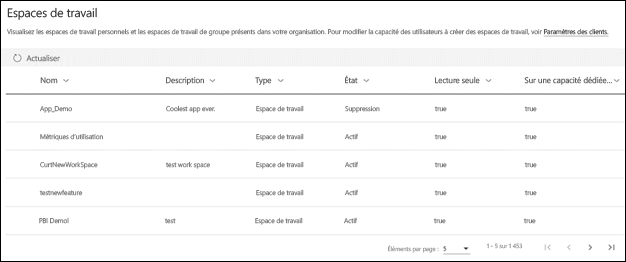 Espaces de travail
Visualisez les espaces de travail personnels et les espaces de travail de groupe présents dans votre organisation. Pour modifier la capacité des utilisateurs à créer des espaces de travail, voir Paramètres des clients.
Actualiser
Nom Description Type État Lecture seule Sur une capacité dédiée...
App_Demo Coolest app ever. Espace de travail Suppression true true
Métriques d'utilisation Espace de travail Actif true true
CurtNewWorkSpace test work space Espace de travail Actif true true
testnewfeature Espace de travail Actif true true
PBI Demol test Espace de travail Actif true true
Éléments par page : 5 1 - 5 sur 1 453